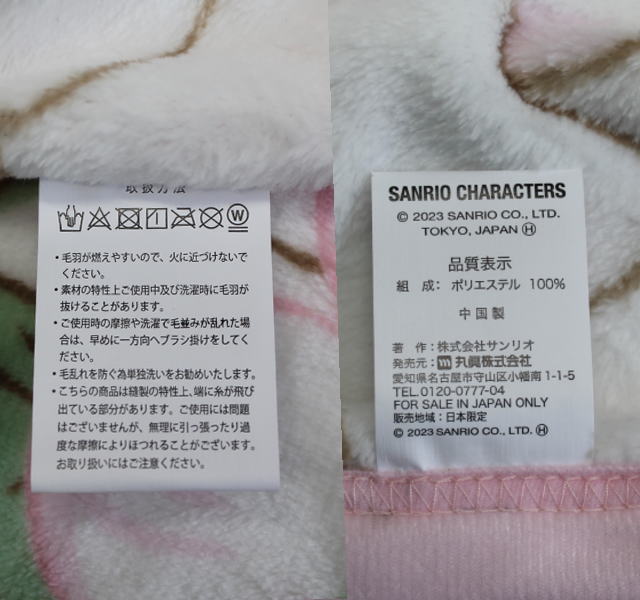 取扱方法
W
・毛羽が燃えやすいので、火に近づけないで
ください。
・素材の特性上ご使用中及び洗濯時に毛羽が
抜けることがあります。
・ご使用時の摩擦や洗濯で毛並みが乱れた場
合は、早めに一方向へブラシ掛けをしてく
ださい。
・毛乱れを防ぐ為単独洗いをお勧めいたします。
・こちらの商品は縫製の特性上、端に糸が飛び
出ている部分があります。ご使用には問題
はございませんが、無理に引っ張ったり過
度な摩擦によりほつれることがございます。
お取り扱いにはご注意ください。
SANRIO CHARACTERS
© 2023 SANRIO CO., LTD.
TOKYO, JAPAN Ⓗ
品質表示
組 成: ポリエステル 100%
中国製
著 作:株式会社サンリオ
発売元:m 丸眞株式会社
愛知県名古屋市守山区小幡南1-1-5
TEL.0120-0777-04
FOR SALE IN JAPAN ONLY
販売地域:日本限定
© 2023 SANRIO CO., LTD. Ⓗ